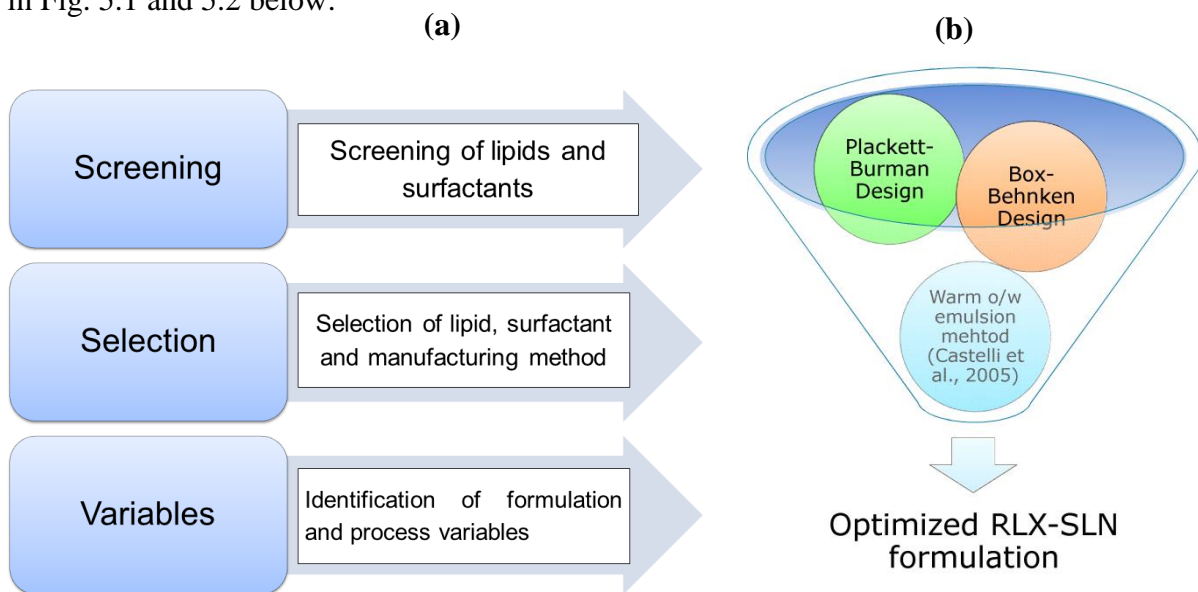 in Fig. 5.1 and 5.2 below.
(a)
(b)
Screening
Screening of lipids and
surfactants
Selection
Selection of lipid, surfactant
and manufacturing method
Variables
Identification of formulation
and process variables
Plackett-
Burman
Design
Box-
Behnken
Design
Warm o/w
emulsion
mehtod
(Castelli et
al., 2005)
Optimized RLX-SLN
formulation